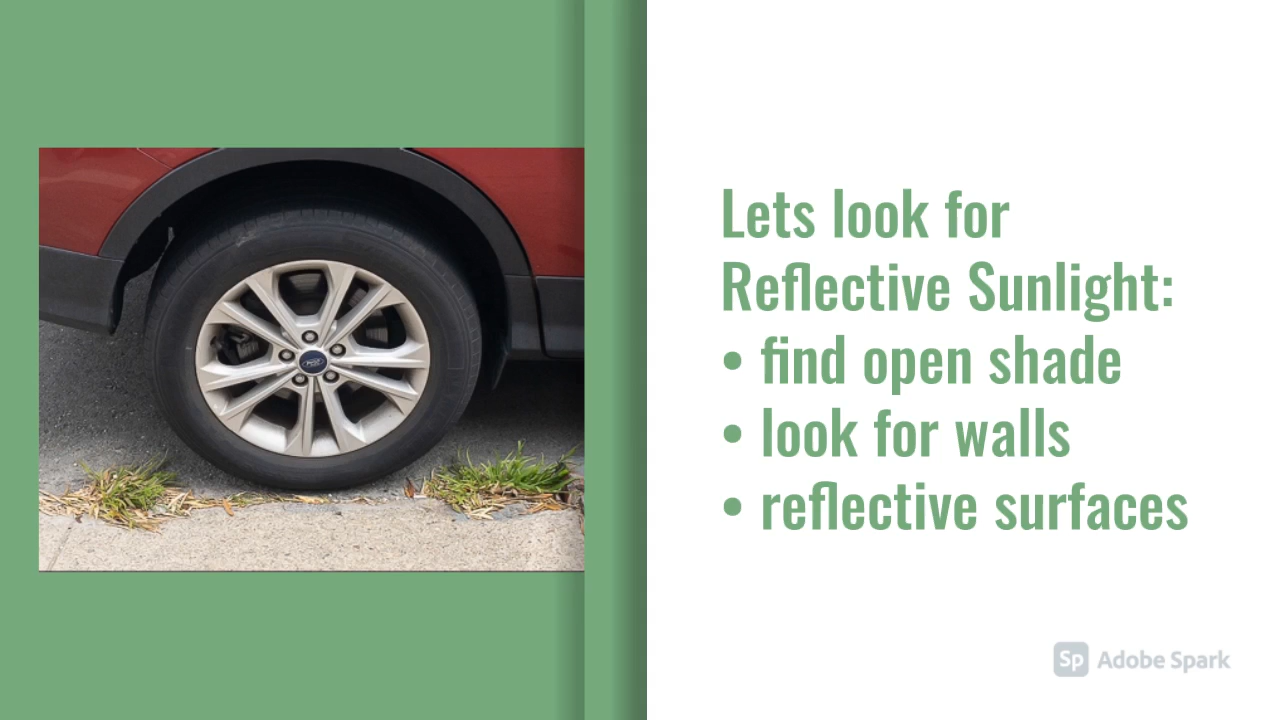 Lets look for
Reflective Sunlight:
• find open shade
• look for walls
• reflective surfaces
Sp Adobe Spark